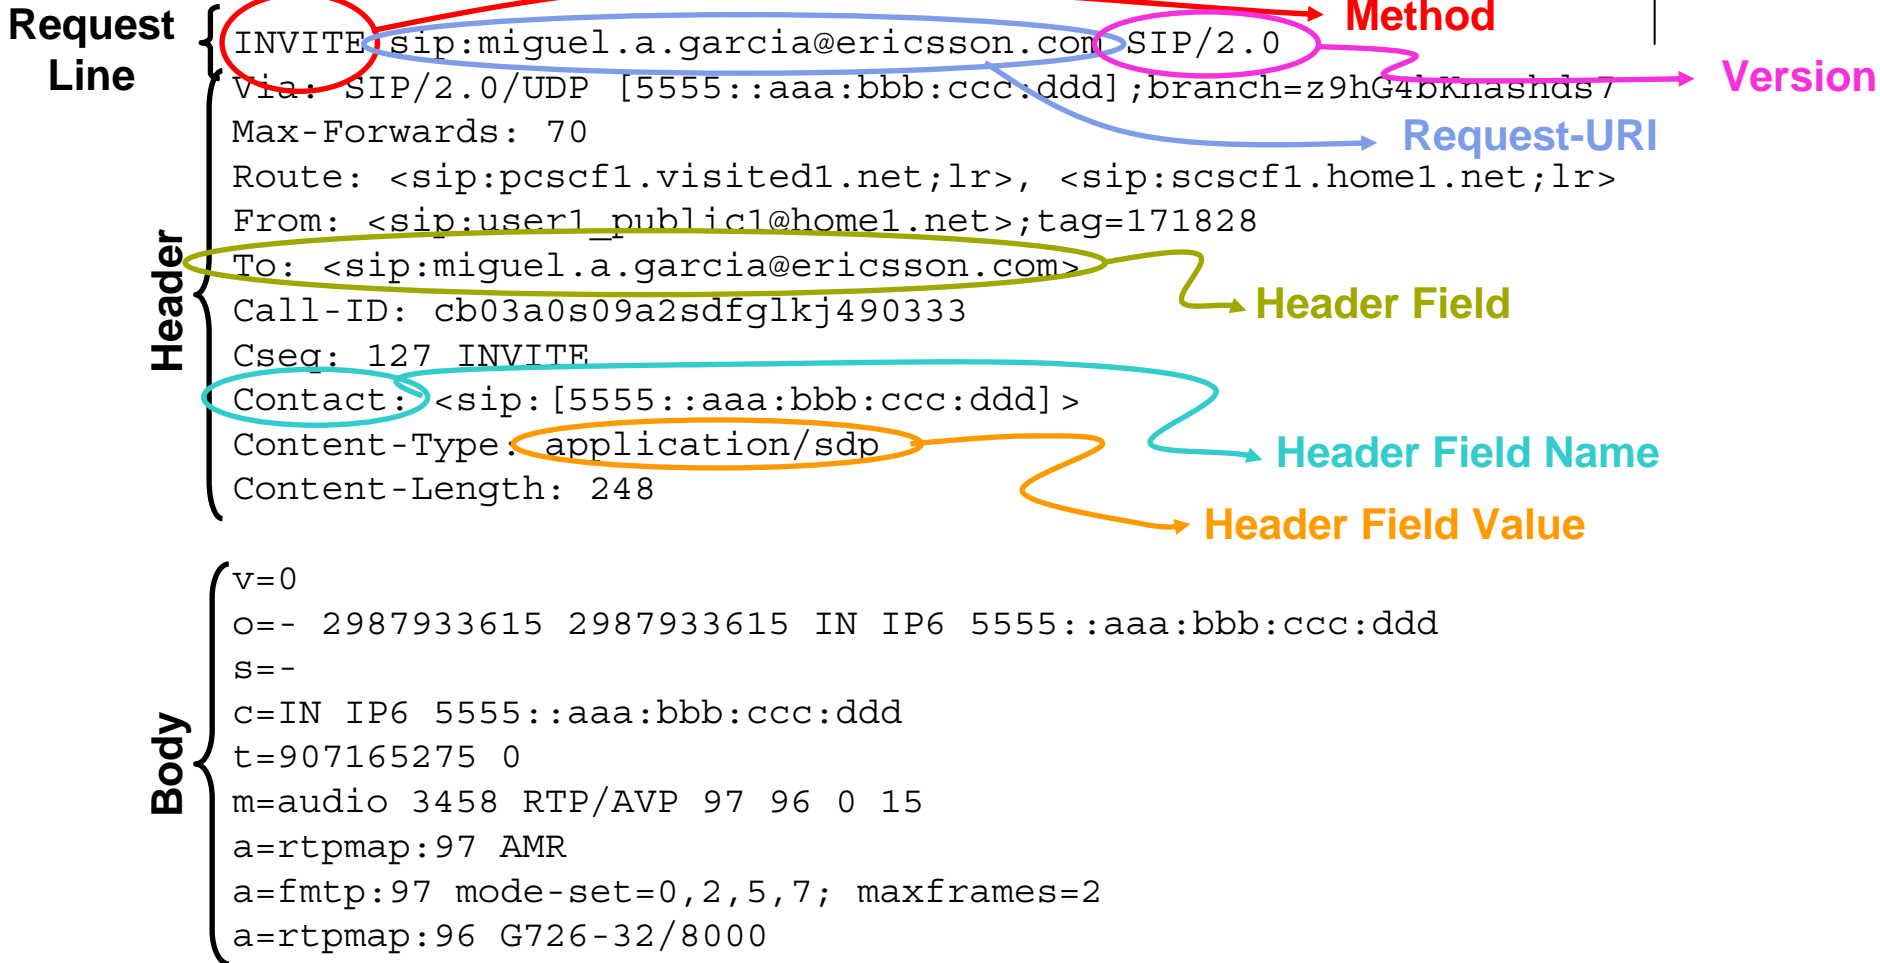 Request
Line
Method
INVITE sip:miguel.a.garcia@ericsson.com SIP/2.0
Version
Via: SIP/2.0/UDP [5555::aaa:bbb:ccc:ddd];branch=z9hG4bKnashds7
Max-Forwards: 70
Request-URI
Route: <sip:pcscf1.visited1.net;lr>, <sip:scscf1.home1.net;lr>
From: <sip:user1_public1@home1.net>;tag=171828
Header
To: <sip:miguel.a.garcia@ericsson.com>
Header Field
Call-ID: cb03a0s09a2sdfglkj490333
Cseq: 127 INVITE
Contact: <sip:[5555::aaa:bbb:ccc:ddd]>
Content-Type: application/sdp
Header Field Name
Content-Length: 248
Header Field Value
Body
v=0
o=- 2987933615 2987933615 IN IP6 5555::aaa:bbb:ccc:ddd
s=-
c=IN IP6 5555::aaa:bbb:ccc:ddd
t=907165275 0
m=audio 3458 RTP/AVP 97 96 0 15
a=rtpmap:97 AMR
a=fmtp:97 mode-set=0,2,5,7; maxframes=2
a=rtpmap:96 G726-32/8000